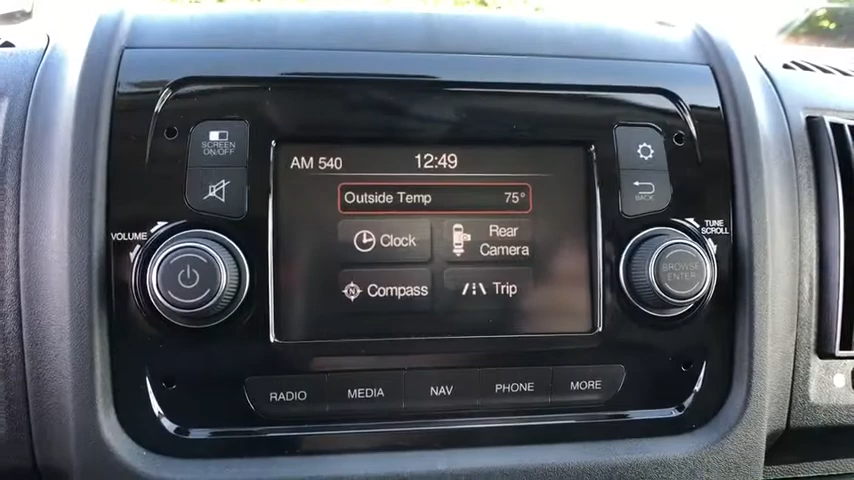 SCREEN
ON/OFF
AM 540
12:49
Outside Temp 75°
BACK
VOLUME
Clock
Rear
Camera
TUNE
SCROLL
BROWSE
ENTER
N
Compass
Trip
RADIO
MEDIA
NAV
PHONE
MORE